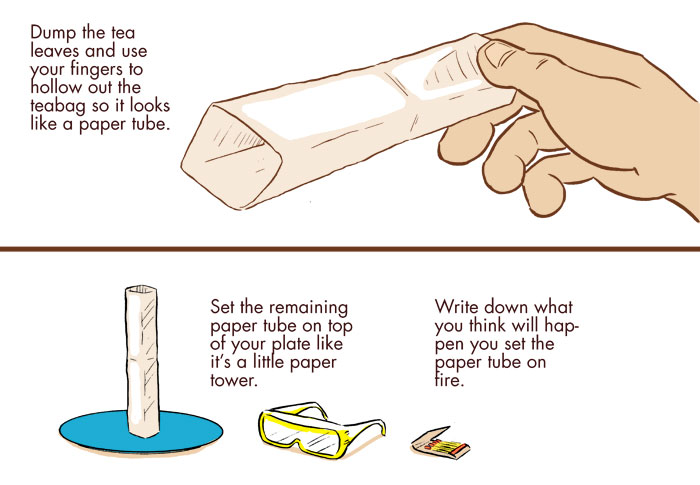 Dump the tea
leaves and use
your fingers to
hollow out the
teabag so it looks
like a paper tube.
Set the remaining
paper tube on top
of your plate like
it's a little paper
tower.
Write down what
you think will hap-
pen you set the
paper tube on
fire.